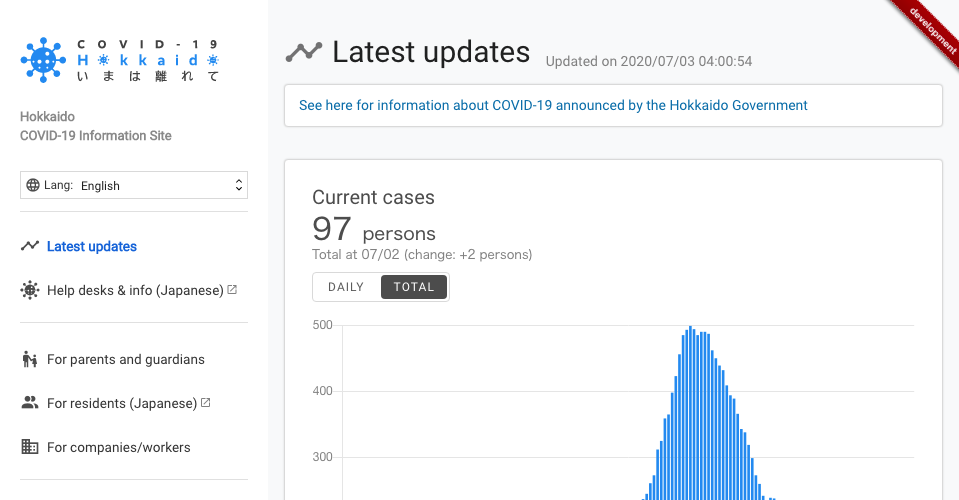 COVID-19
Hokkaido
いまは離れて
Hokkaido
COVID-19 Information Site
Lang: English
Latest updates
Help desks & info (Japanese)
For parents and guardians
For residents (Japanese)
For companies/workers
development
Latest updates Updated on 2020/07/03 04:00:54
See here for information about COVID-19 announced by the Hokkaido Government
Current cases
97 persons
Total at 07/02 (change: +2 persons)
DAILY TOTAL
500
400
300